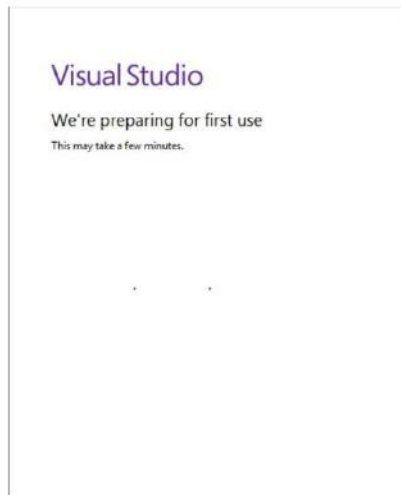 Visual Studio
We're preparing for first use
This may take a few minutes.